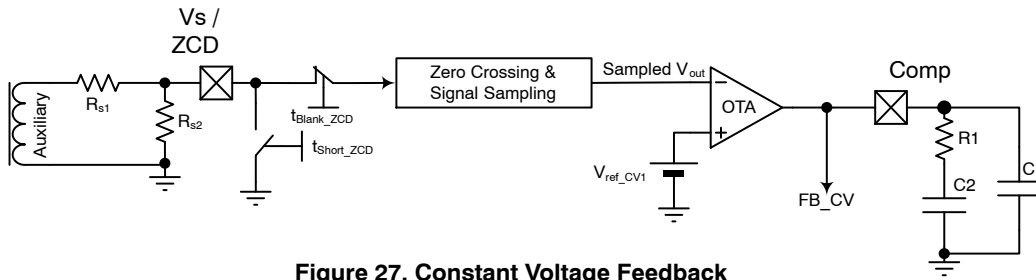 Vs /
ZCD
Comp
Zero Crossing &
Signal Sampling
Sampled Vout
−
OTA
+
Rs1
Rs2
Auxiliary
tBlank_ZCD
tShort_ZCD
Vref_CV1
FB_CV
R1
C2
C
Figure 27. Constant Voltage Feedback